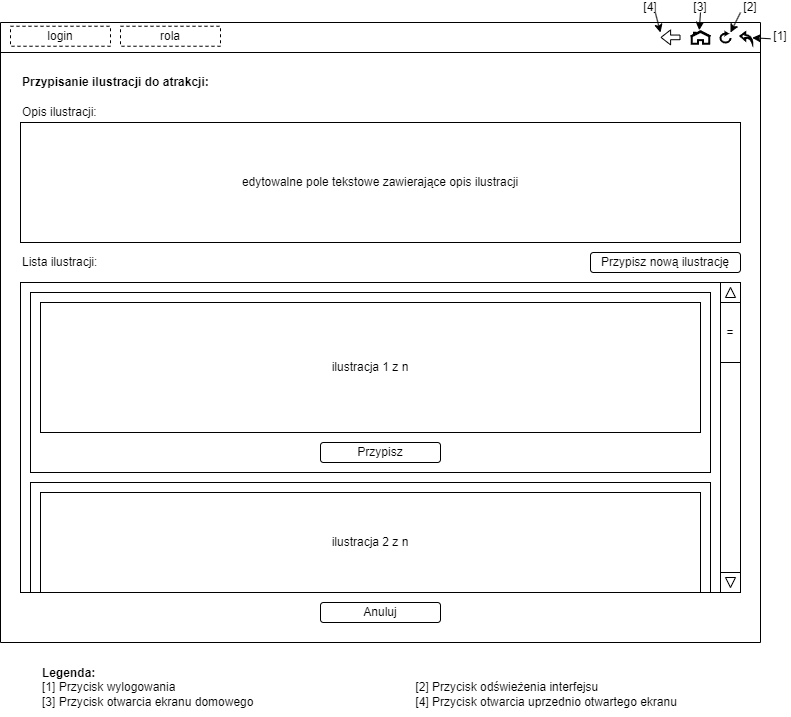 [4] [3] [2]
login rola [1]
Przypisanie ilustracji do atrakcji:
Opis ilustracji:
edytowalne pole tekstowe zawierające opis ilustracji
Lista ilustracji: Przypisz nową ilustrację
=
ilustracja 1 z n
Przypisz
ilustracja 2 z n
Anuluj
Legenda:
[1] Przycisk wylogowania [2] Przycisk odświeżenia interfejsu
[3] Przycisk otwarcia ekranu domowego [4] Przycisk otwarcia uprzednio otwartego ekranu